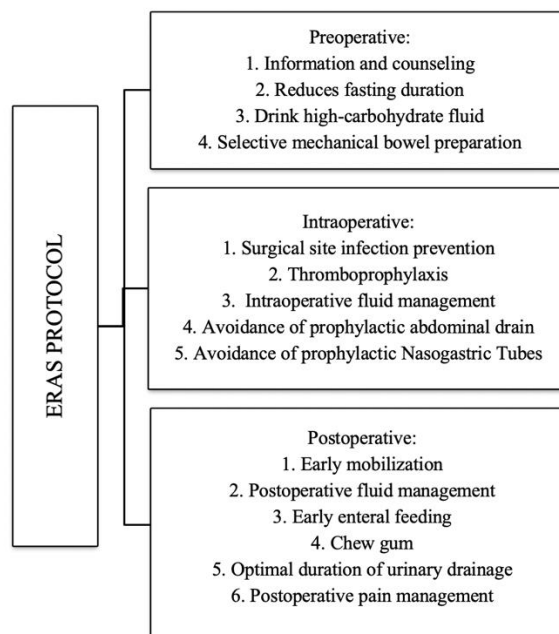 ERAS PROTOCOL
Preoperative:
1. Information and counseling
2. Reduces fasting duration
3. Drink high-carbohydrate fluid
4. Selective mechanical bowel preparation
Intraoperative:
1. Surgical site infection prevention
2. Thromboprophylaxis
3. Intraoperative fluid management
4. Avoidance of prophylactic abdominal drain
5. Avoidance of prophylactic Nasogastric Tubes
Postoperative:
1. Early mobilization
2. Postoperative fluid management
3. Early enteral feeding
4. Chew gum
5. Optimal duration of urinary drainage
6. Postoperative pain management